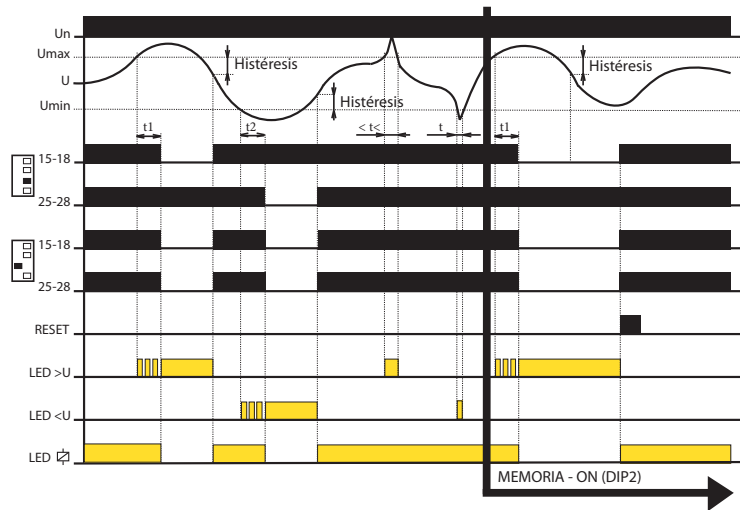 Un
Umax
Histéresis
Histéresis
U
Umin
Histéresis
t1
t2
< t<
t
t1
15-18
25-28
15-18
25-28
RESET
LED >U
LED <U
LED
MEMORIA - ON (DIP2)